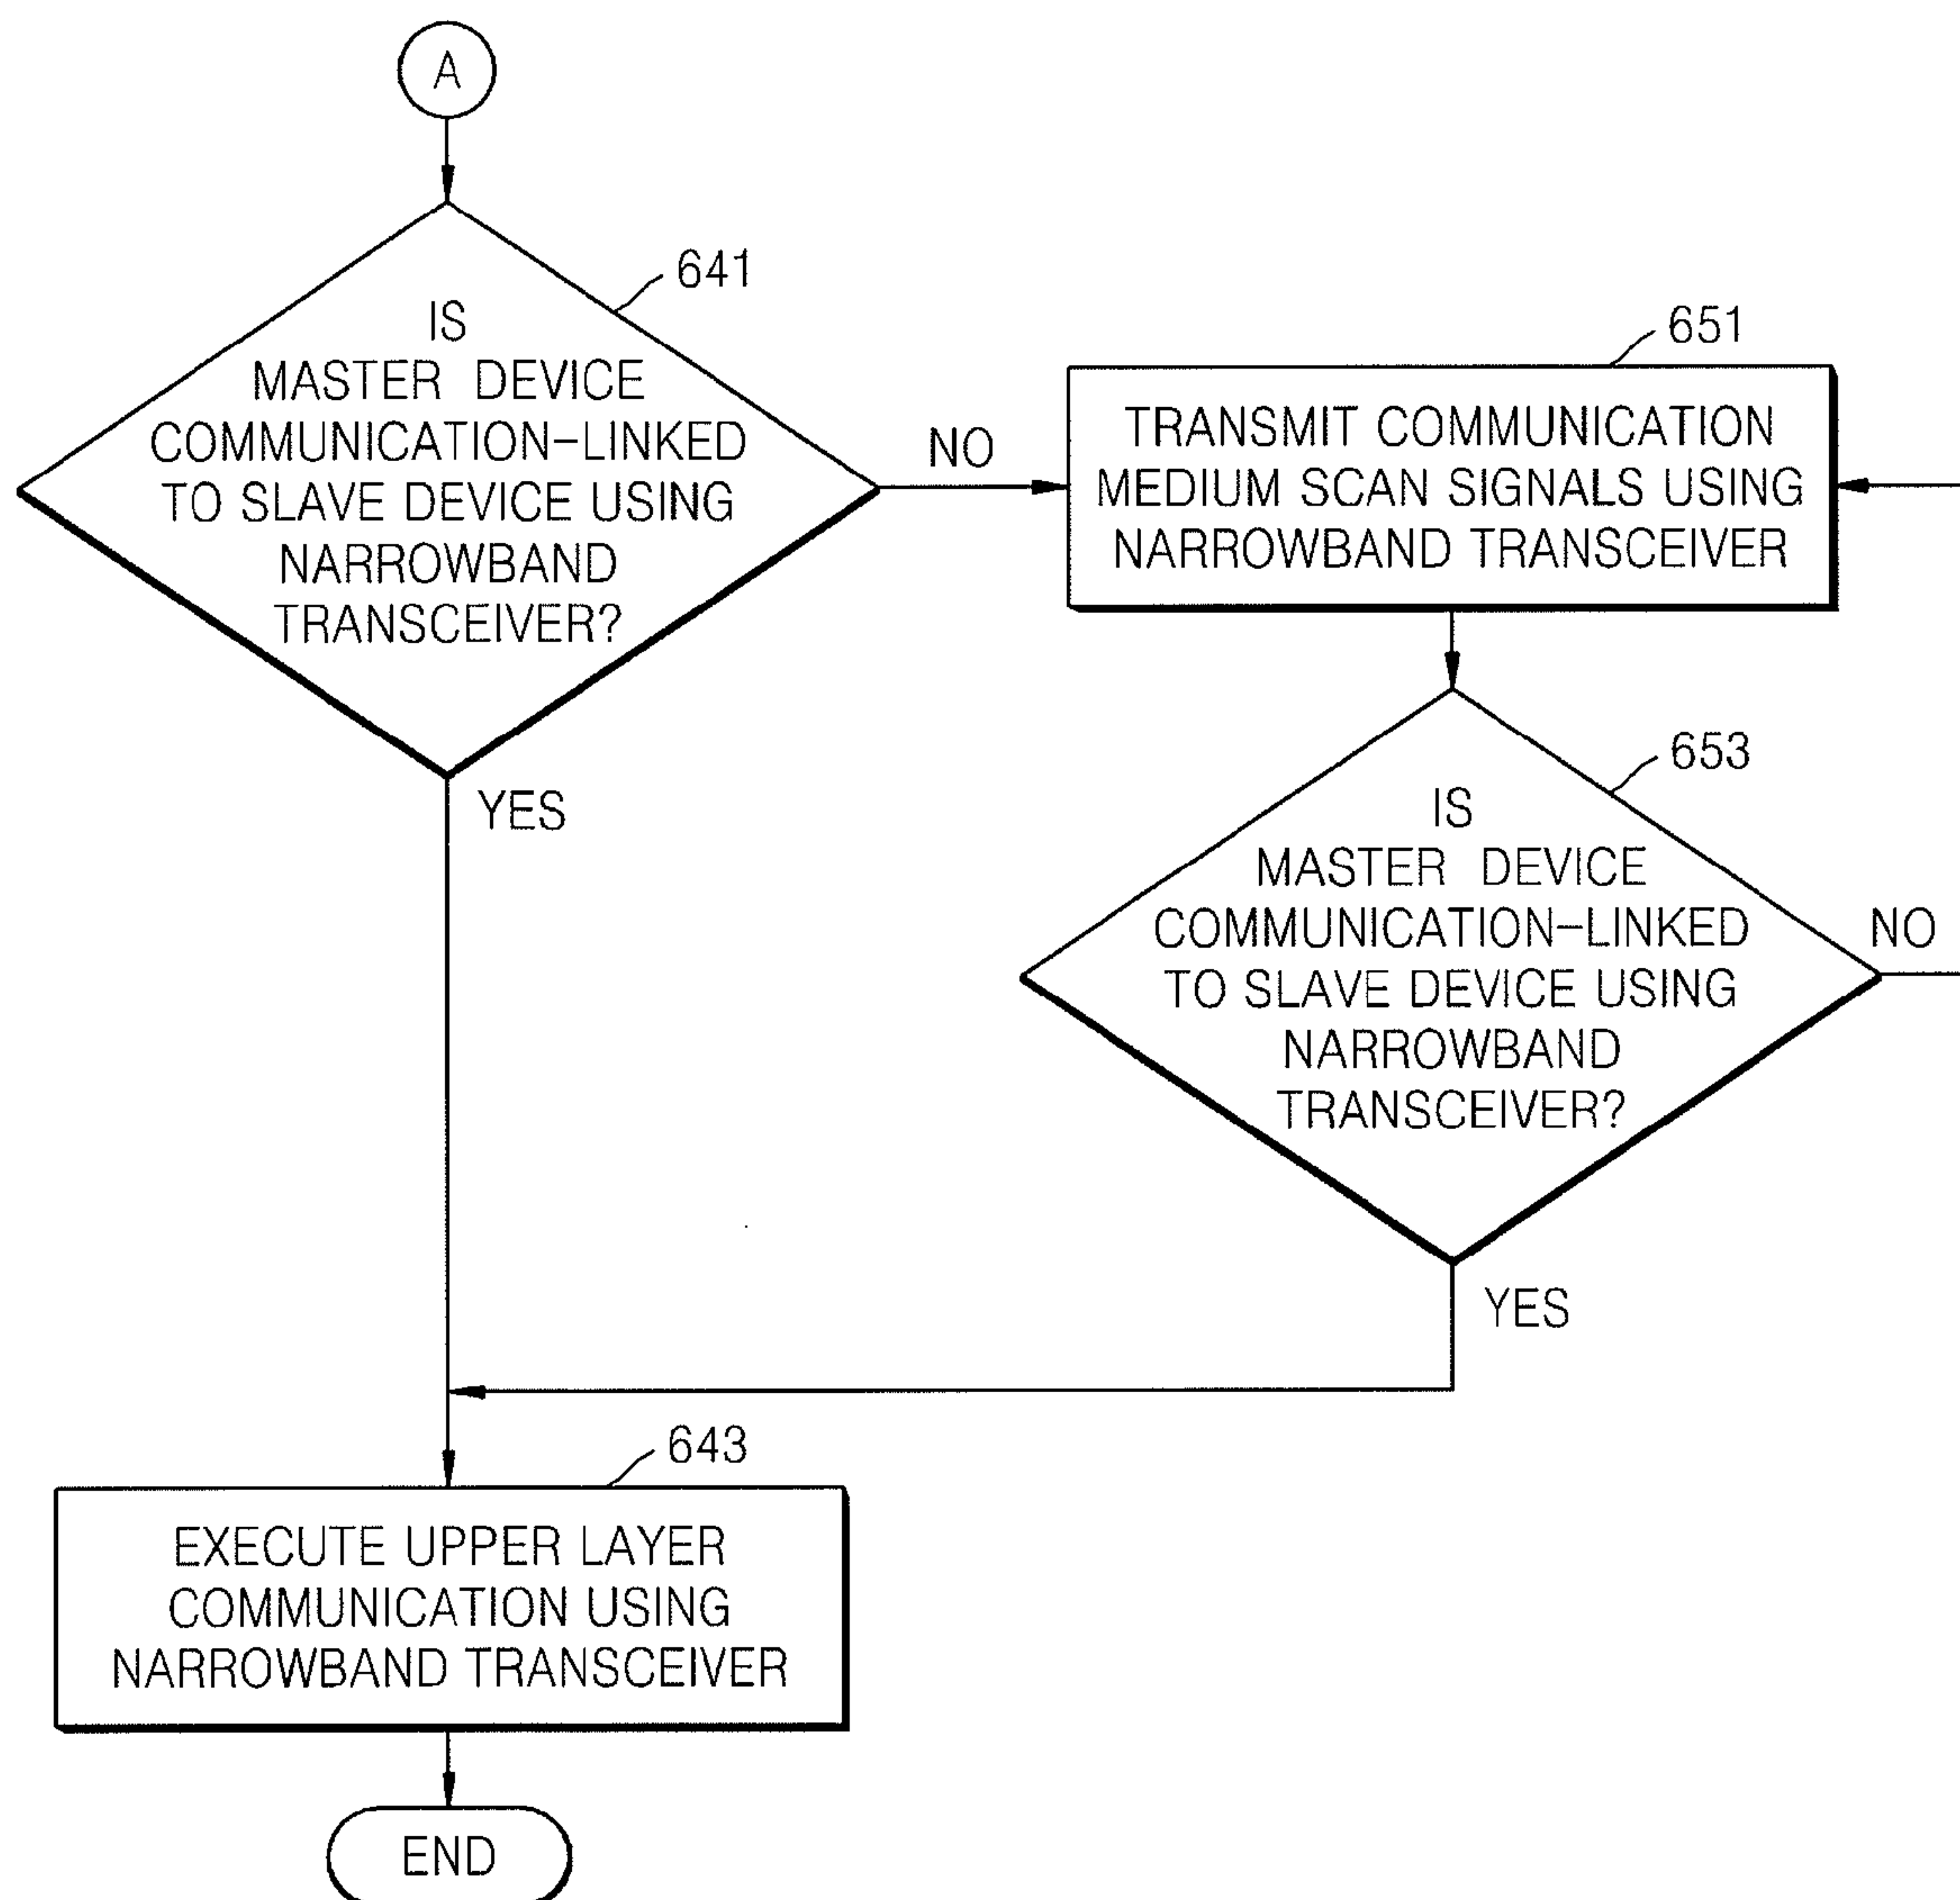 A
641
IS
MASTER DEVICE
COMMUNICATION-LINKED
TO SLAVE DEVICE USING
NARROWBAND
TRANSCEIVER?
NO
YES
651
TRANSMIT COMMUNICATION
MEDIUM SCAN SIGNALS USING
NARROWBAND TRANSCEIVER
653
IS
MASTER DEVICE
COMMUNICATION-LINKED
TO SLAVE DEVICE USING
NARROWBAND
TRANSCEIVER?
NO
YES
643
EXECUTE UPPER LAYER
COMMUNICATION USING
NARROWBAND TRANSCEIVER
END